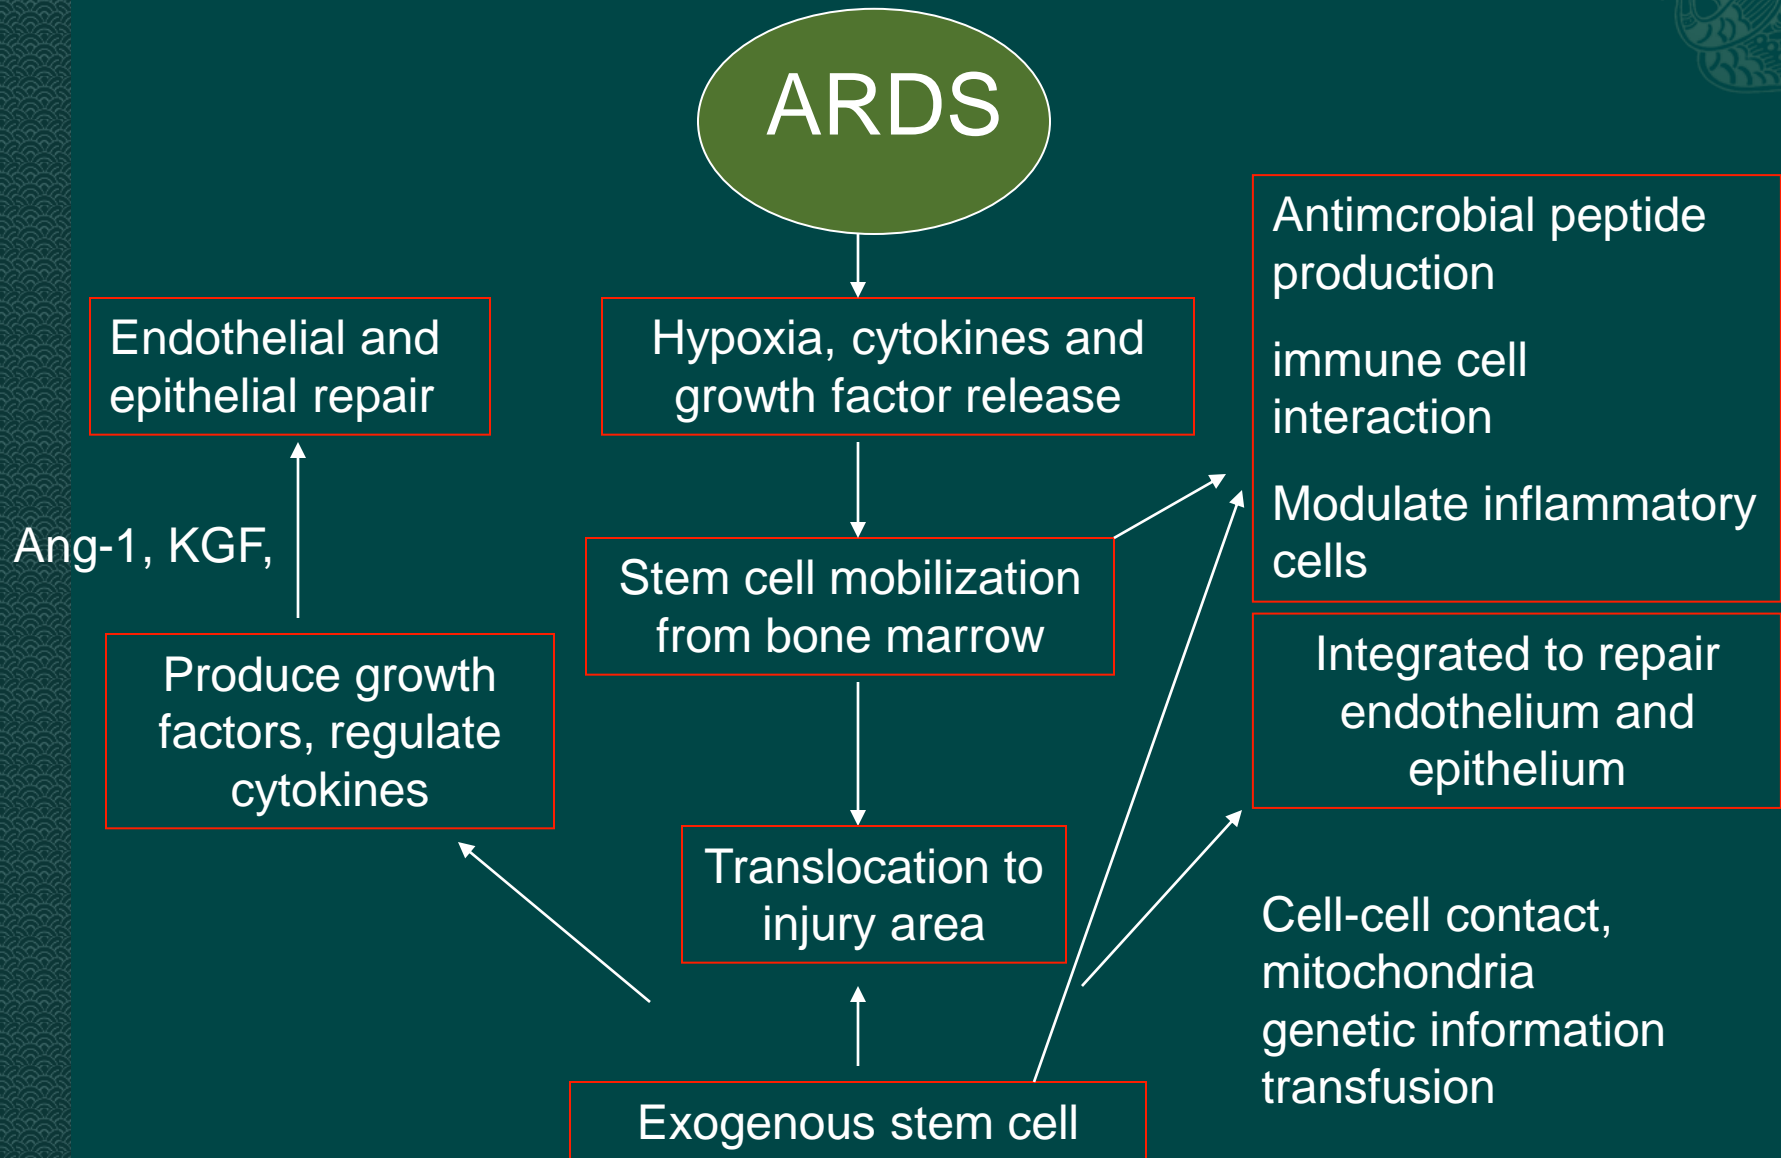 ARDS
Endothelial and
epithelial repair
Hypoxia, cytokines and
growth factor release
Antimcrobial peptide
production
immune cell
interaction
Modulate inflammatory
cells
Ang-1, KGF,
Stem cell mobilization
from bone marrow
Produce growth
factors, regulate
cytokines
Integrated to repair
endothelium and
epithelium
Translocation to
injury area
Cell-cell contact,
mitochondria
genetic information
transfusion
Exogenous stem cell